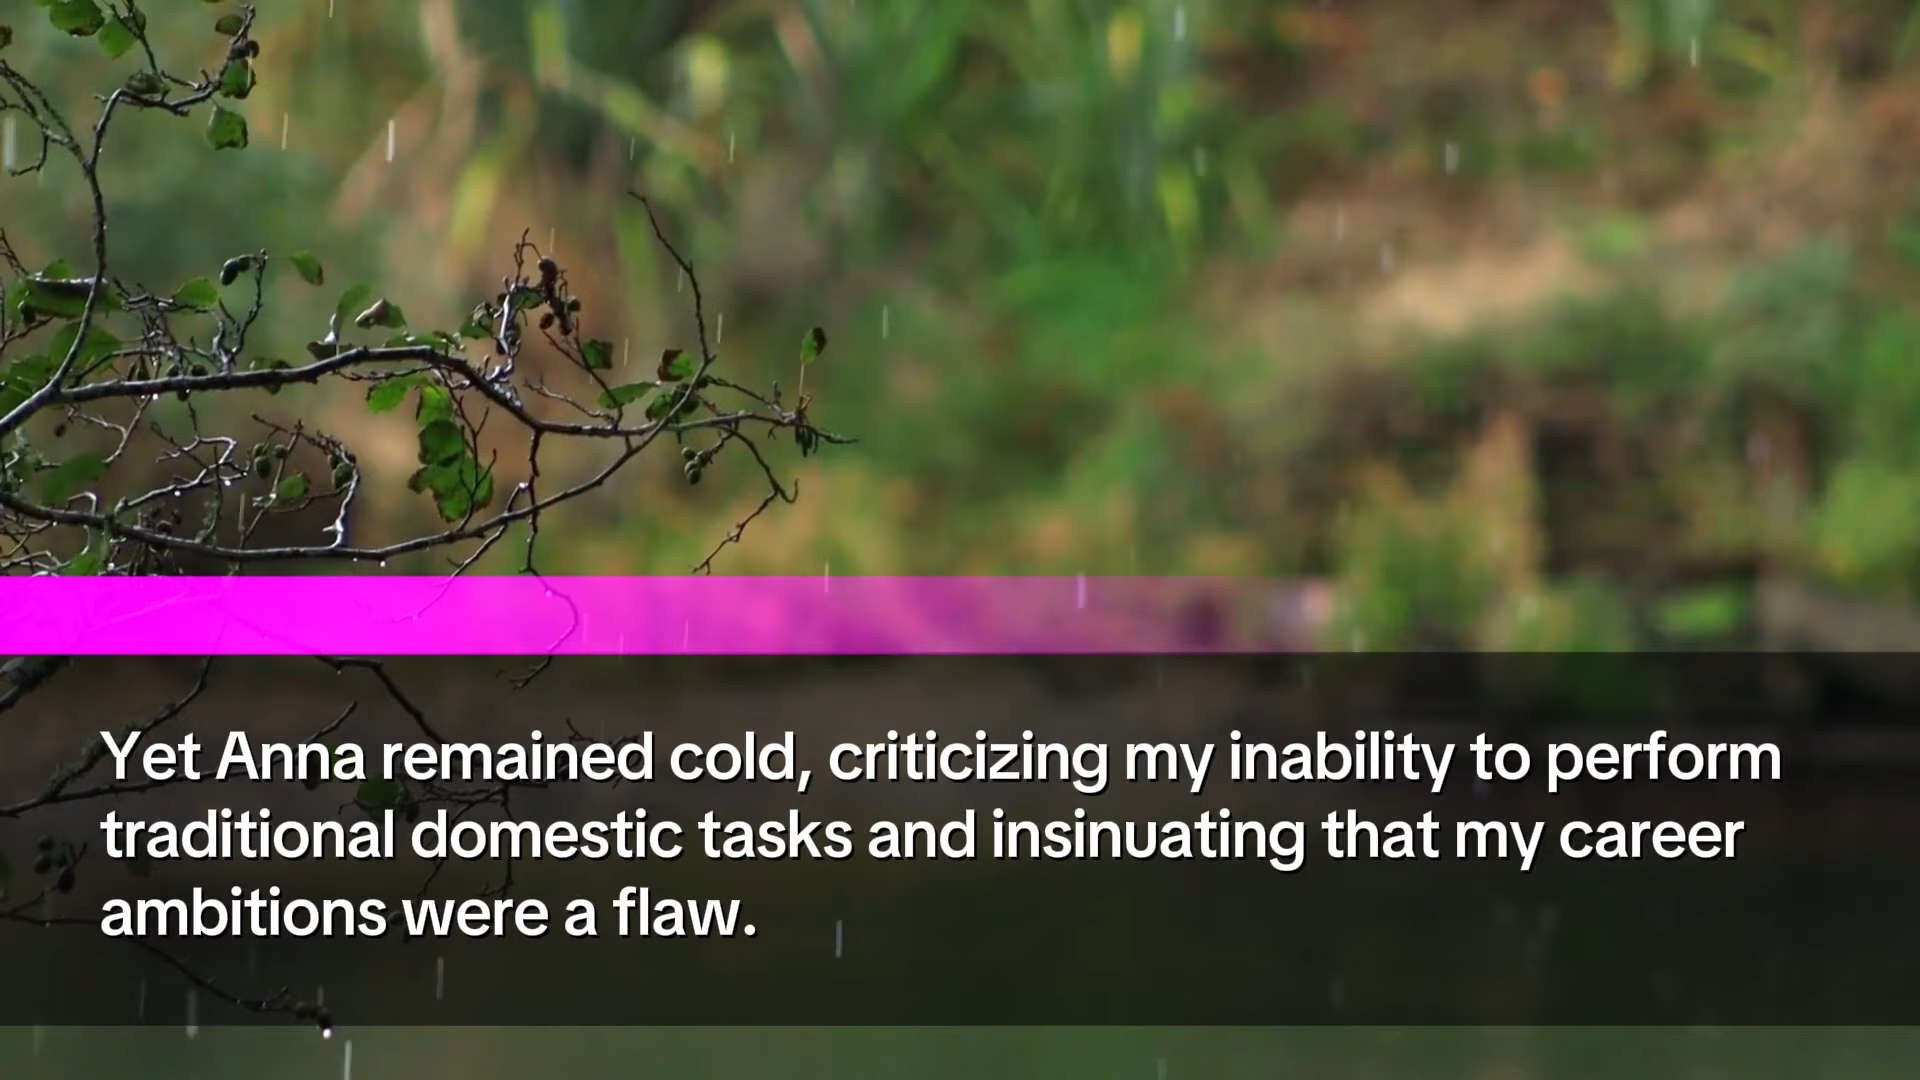 Yet Anna remained cold, criticizing my inability to perform
traditional domestic tasks and insinuating that my career
ambitions were a flaw.